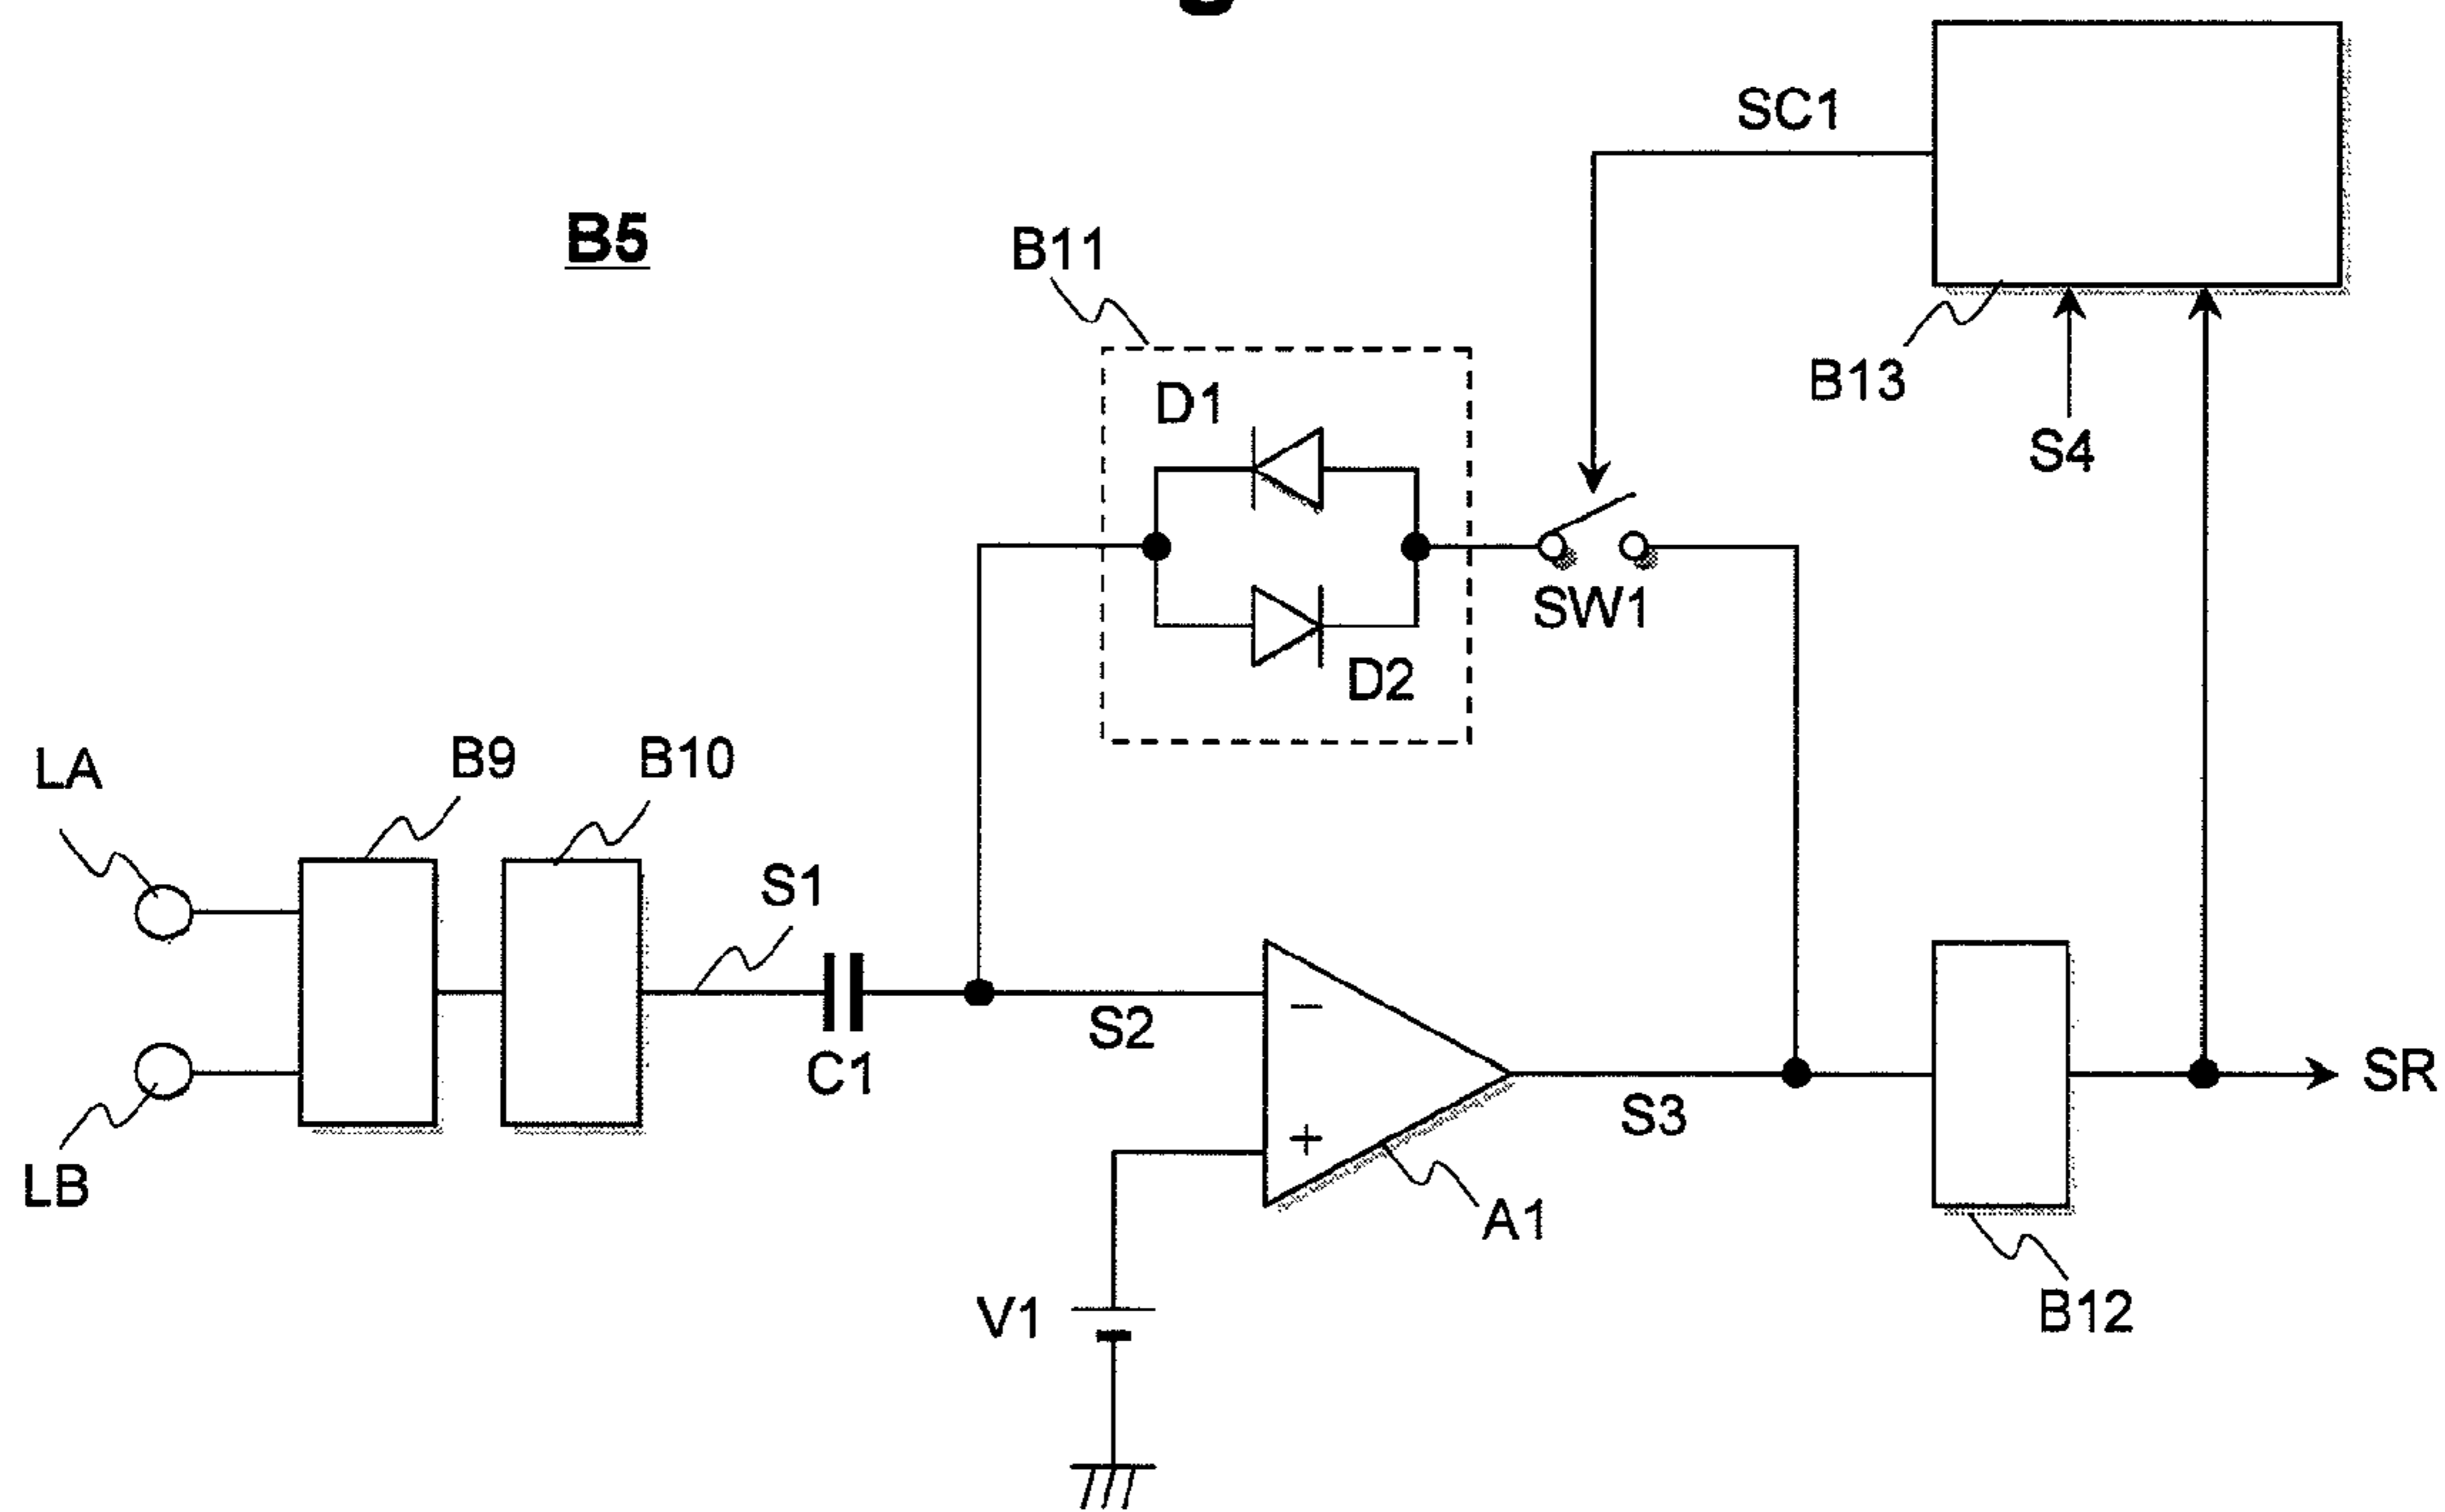 SC1
B5
B11
B13
D1
S4
SW1
D2
LA
B9
B10
S1
S2
C1
−
+
S3
SR
LB
A1
V1
B12